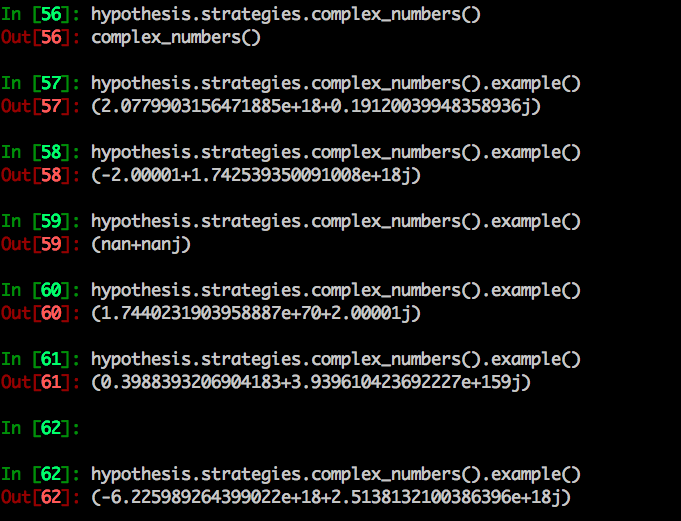 In [56]: hypothesis.strategies.complex_numbers()
Out[56]: complex_numbers()
In [57]: hypothesis.strategies.complex_numbers().example()
Out[57]: (2.0779903156471885e+18+0.19120039948358936j)
In [58]: hypothesis.strategies.complex_numbers().example()
Out[58]: (-2.00001+1.742539350091008e+18j)
In [59]: hypothesis.strategies.complex_numbers().example()
Out[59]: (nan+nanj)
In [60]: hypothesis.strategies.complex_numbers().example()
Out[60]: (1.7440231903958887e+70+2.00001j)
In [61]: hypothesis.strategies.complex_numbers().example()
Out[61]: (0.3988393206904183+3.939610423692227e+159j)
In [62]:
In [62]: hypothesis.strategies.complex_numbers().example()
Out[62]: (-6.225989264399022e+18+2.5138132100386396e+18j)